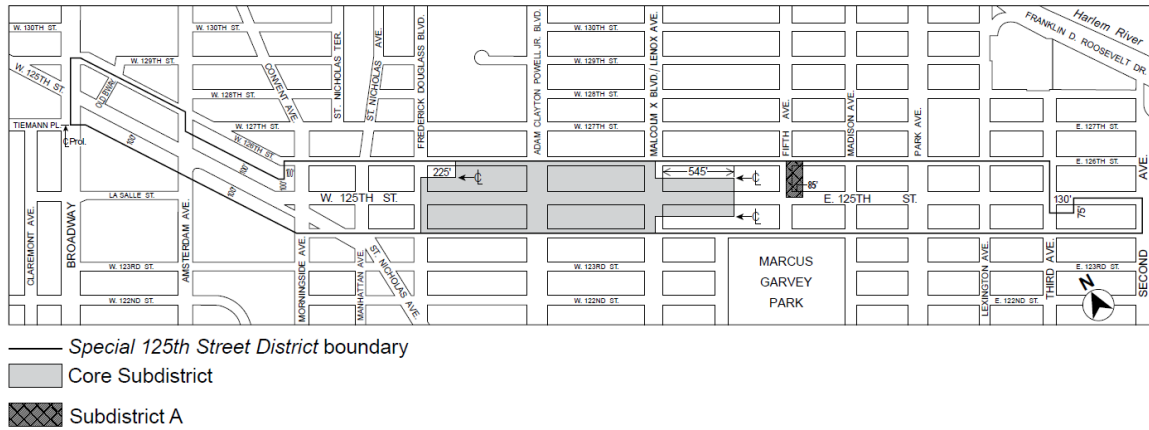 W. 130TH ST.
W. 130TH ST.
W. 130TH ST.
Harlem River
FRANKLIN D. ROOSEVELT DR.
W. 125TH ST.
W. 129TH ST.
W. 129TH ST.
OLD BWAY
CONVENT AVE.
ST. NICHOLAS TER.
ST. NICHOLAS AVE.
FREDERICK DOUGLASS BLVD.
ADAM CLAYTON POWELL JR. BLVD.
MALCOLM X BLVD./ LENOX AVE.
FIFTH AVE.
MADISON AVE.
PARK AVE.
W. 128TH ST.
W. 128TH ST.
TIEMANN PL.
℄ Prol.
100'
W. 127TH ST.
W. 126TH ST.
W. 127TH ST.
E. 127TH ST.
100'
100'
100'
100'
225'
℄
545'
℄
85'
E. 126TH ST.
LA SALLE ST.
W. 125TH ST.
E. 125TH ST.
130'
75'
℄
CLAREMONT AVE.
BROADWAY
AMSTERDAM AVE.
MORNINGSIDE AVE.
MANHATTAN AVE.
ST. NICHOLAS AVE.
LEXINGTON AVE.
THIRD AVE.
SECOND AVE.
W. 123RD ST.
W. 123RD ST.
E. 123RD ST.
MARCUS
GARVEY
PARK
W. 122ND ST.
W. 122ND ST.
E. 122ND ST.
N
Special 125th Street District boundary
Core Subdistrict
Subdistrict A